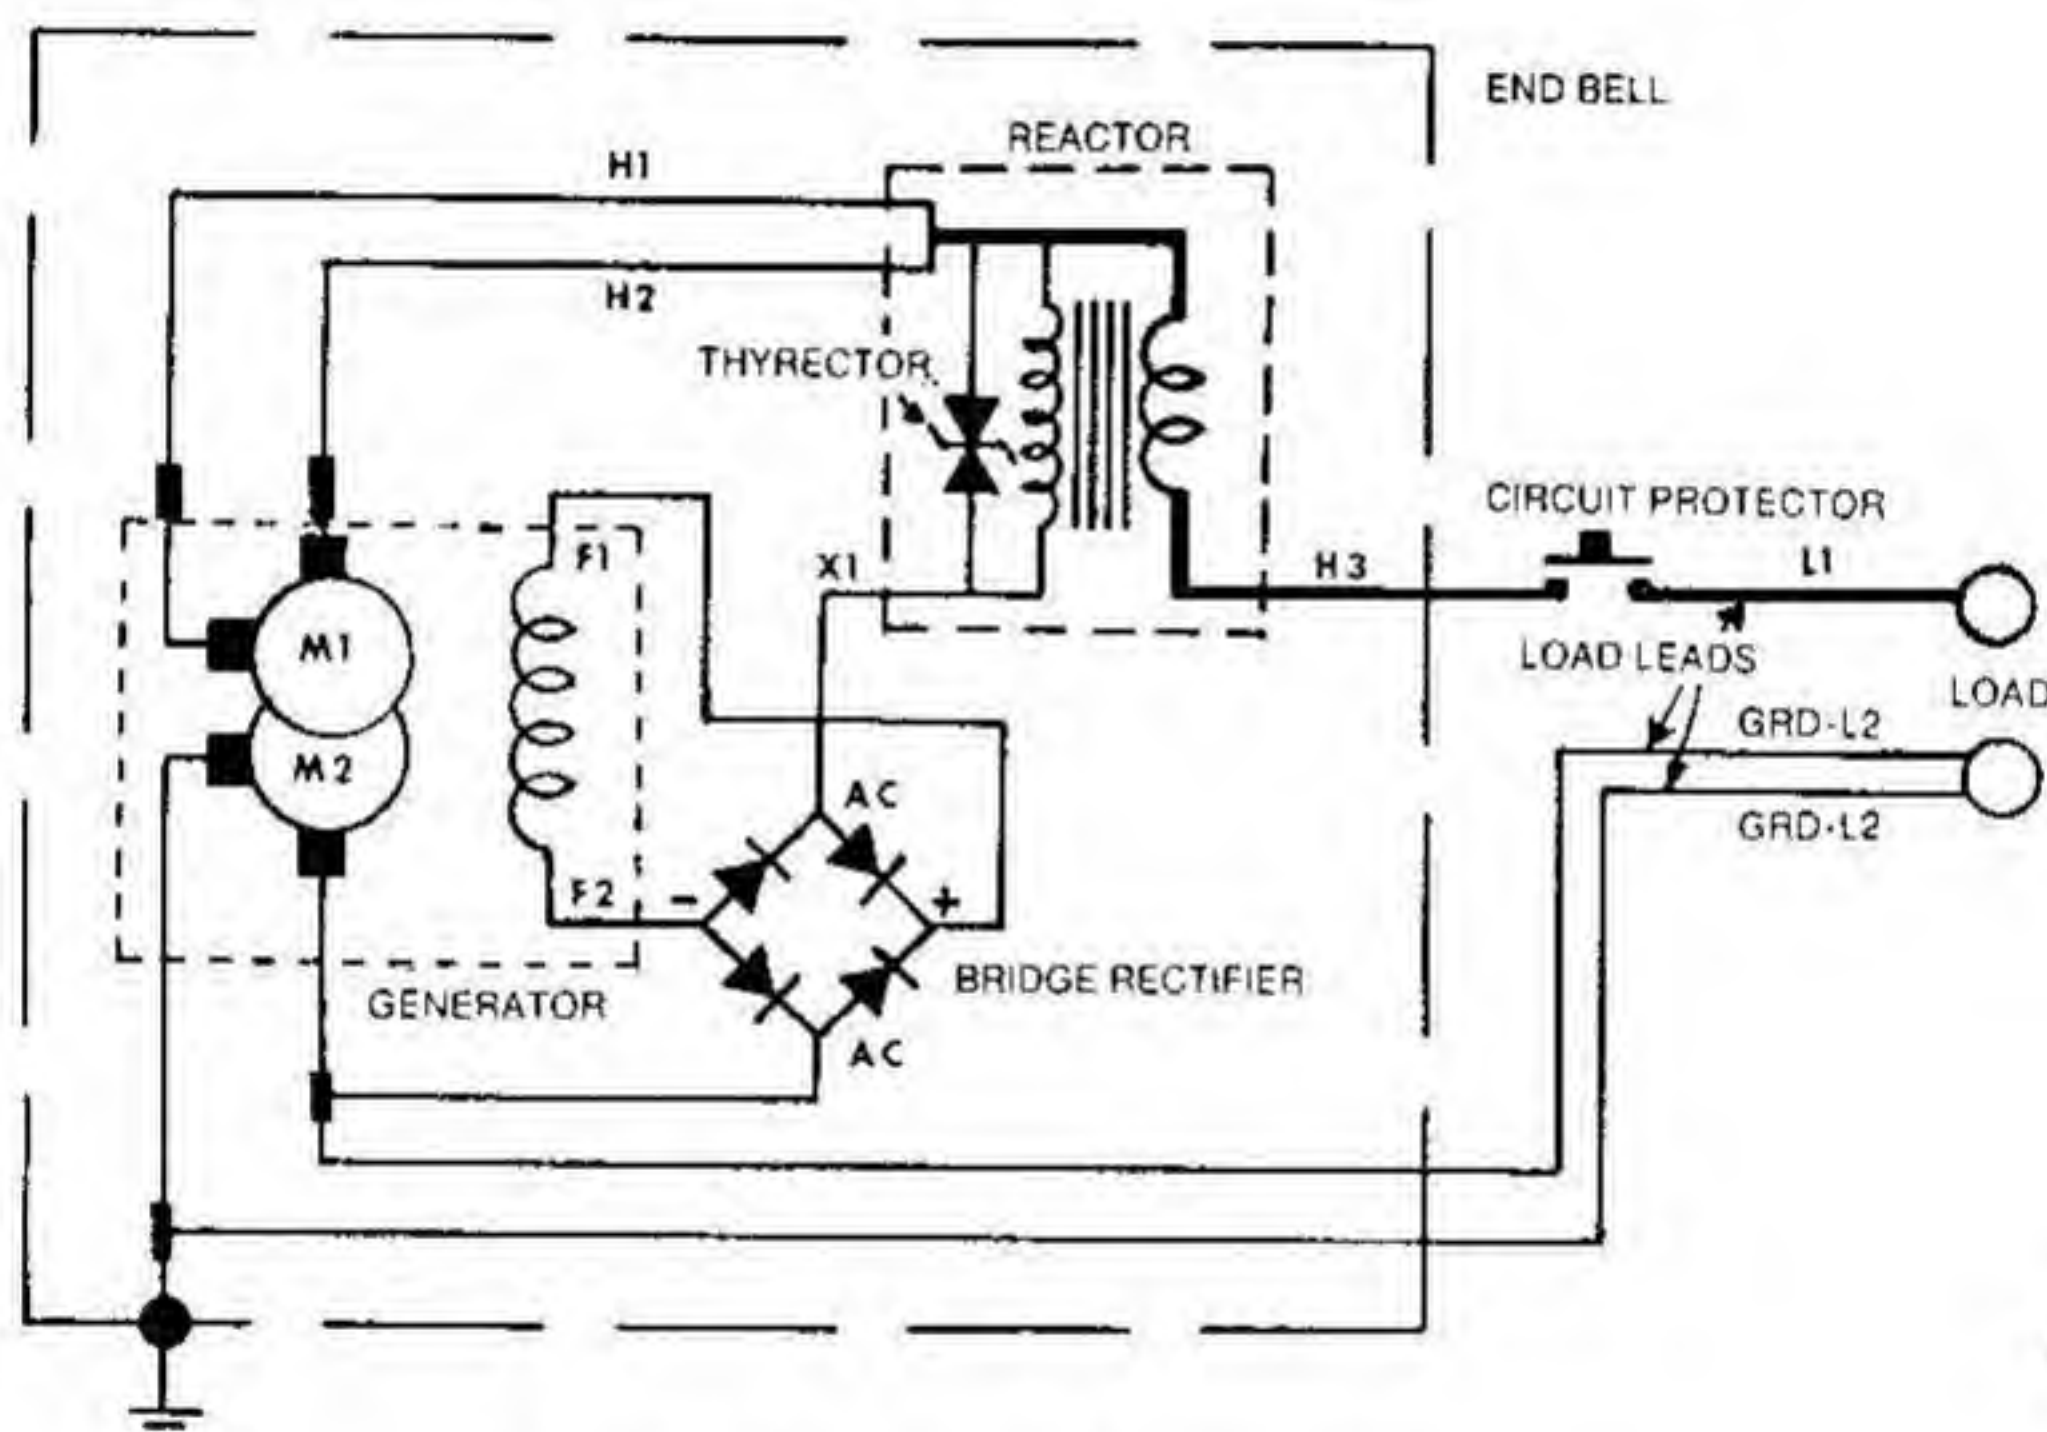 END BELL
REACTOR
H1
H2
THYRECTOR
CIRCUIT PROTECTOR
F1
X1
H3
L1
M1
LOAD LEADS
LOAD
GRD-L2
M2
AC
GRD-L2
F2
-
+
BRIDGE RECTIFIER
GENERATOR
AC